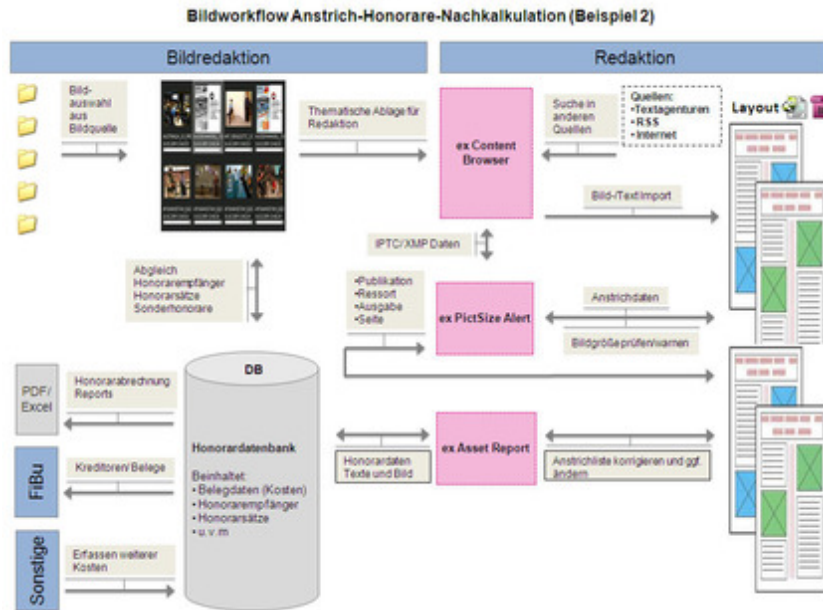 Bildworkflow Anstrich-Honorare-Nachkalkulation (Beispiel 2)
Bildredaktion
Redaktion
Bild-
auswahl
aus
Bildquelle
Thematische Ablage für
Redaktion
ex Content
Browser
Suche in
anderen
Quellen
Quellen:
•Textagenturen
•RSS
•Internet
Layout
Bild-/Text Import
IPTC/XMP Daten
Abgleich
Honorarempfänger
Honorarsätze
Sonderhonorare
•Publikation
•Ressort
•Ausgabe
•Seite
ex PictSize Alert
Anstrichdaten
Bildgröße prüfen/warnen
DB
PDF/
Excel
Honorarabrechnung
Reports
Honorardatenbank
Beinhaltet:
• Belegdaten (Kosten)
• Honorarempfänger
• Honorarsätze
• u.v.m
ex Asset Report
Honorardaten
Texte und Bild
Anstrichliste korrigieren und ggf.
ändern
FiBu
Kreditoren/Belege
Sonstige
Erfassen weiterer
Kosten